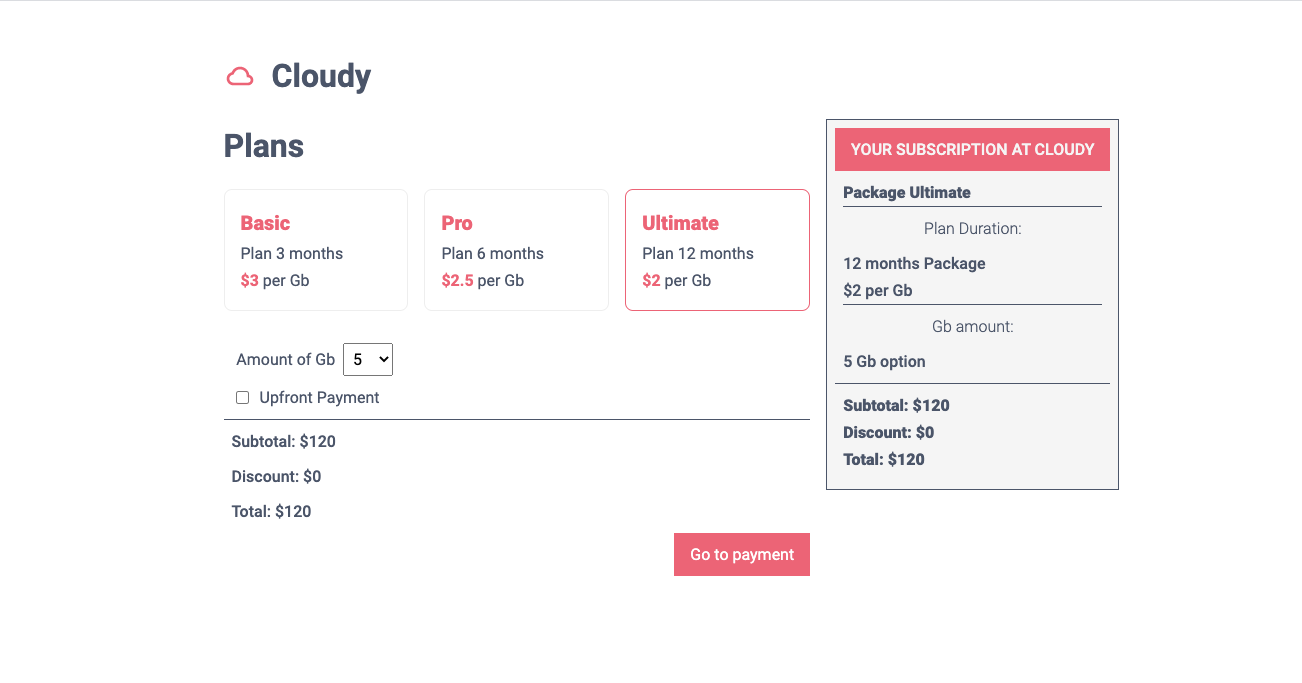 Cloudy
Plans
Basic
Plan 3 months
$3 per Gb
Pro
Plan 6 months
$2.5 per Gb
Ultimate
Plan 12 months
$2 per Gb
Amount of Gb 5
Upfront Payment
Subtotal: $120
Discount: $0
Total: $120
Go to payment
YOUR SUBSCRIPTION AT CLOUDY
Package Ultimate
Plan Duration:
12 months Package
$2 per Gb
Gb amount:
5 Gb option
Subtotal: $120
Discount: $0
Total: $120